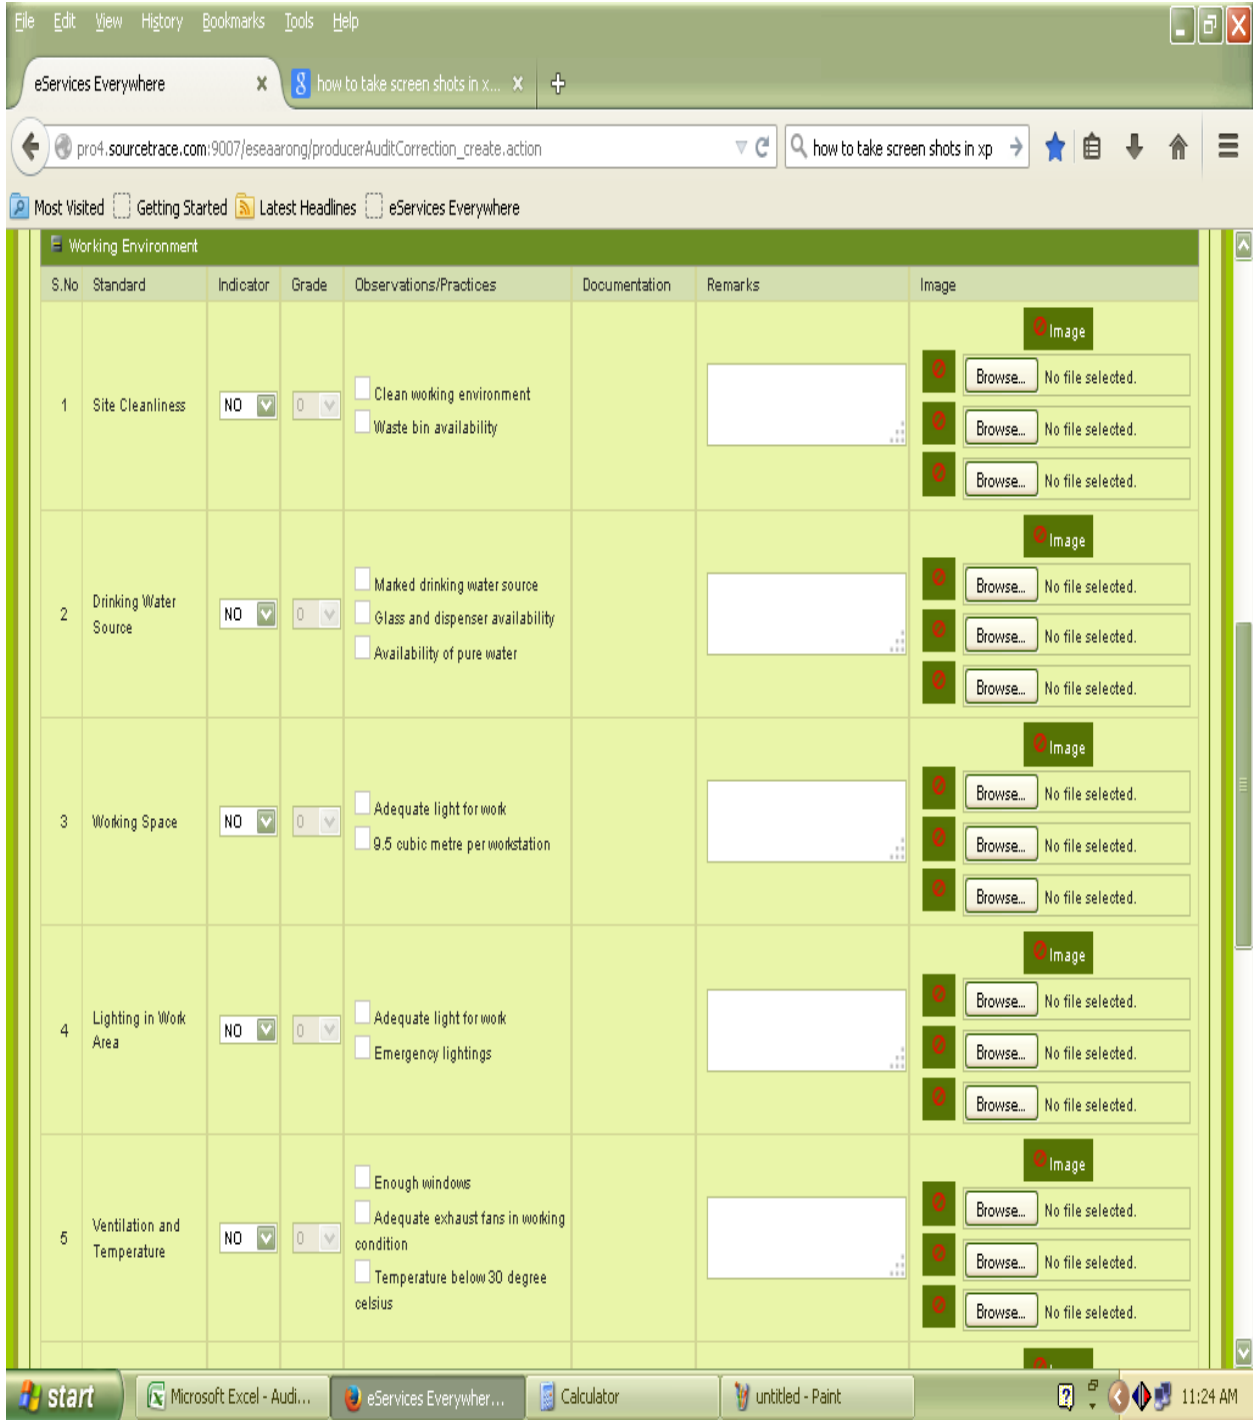 File Edit View History Bookmarks Tools Help
eServices Everywhere
how to take screen shots in x...
pro4.sourcetrace.com:9007/eseaarong/producerAuditCorrection_create.action
how to take screen shots in xp
Most Visited Getting Started Latest Headlines eServices Everywhere
Working Environment
S.No Standard Indicator Grade Observations/Practices Documentation Remarks Image
Image
Browse... No file selected.
1 Site Cleanliness NO 0 Clean working environment
Waste bin availability
Browse... No file selected.
Browse... No file selected.
Image
Browse... No file selected.
2 Drinking Water Source NO 0 Marked drinking water source
Glass and dispenser availability
Availability of pure water
Browse... No file selected.
Browse... No file selected.
Image
Browse... No file selected.
3 Working Space NO 0 Adequate light for work
9.5 cubic metre per workstation
Browse... No file selected.
Browse... No file selected.
Image
Browse... No file selected.
4 Lighting in Work Area NO 0 Adequate light for work
Emergency lightings
Browse... No file selected.
Browse... No file selected.
Image
Browse... No file selected.
5 Ventilation and Temperature NO 0 Enough windows
Adequate exhaust fans in working
condition
Temperature below 30 degree
celsius
Browse... No file selected.
Browse... No file selected.
start Microsoft Excel - Audi... eServices Everywher... Calculator untitled - Paint 11:24 AM